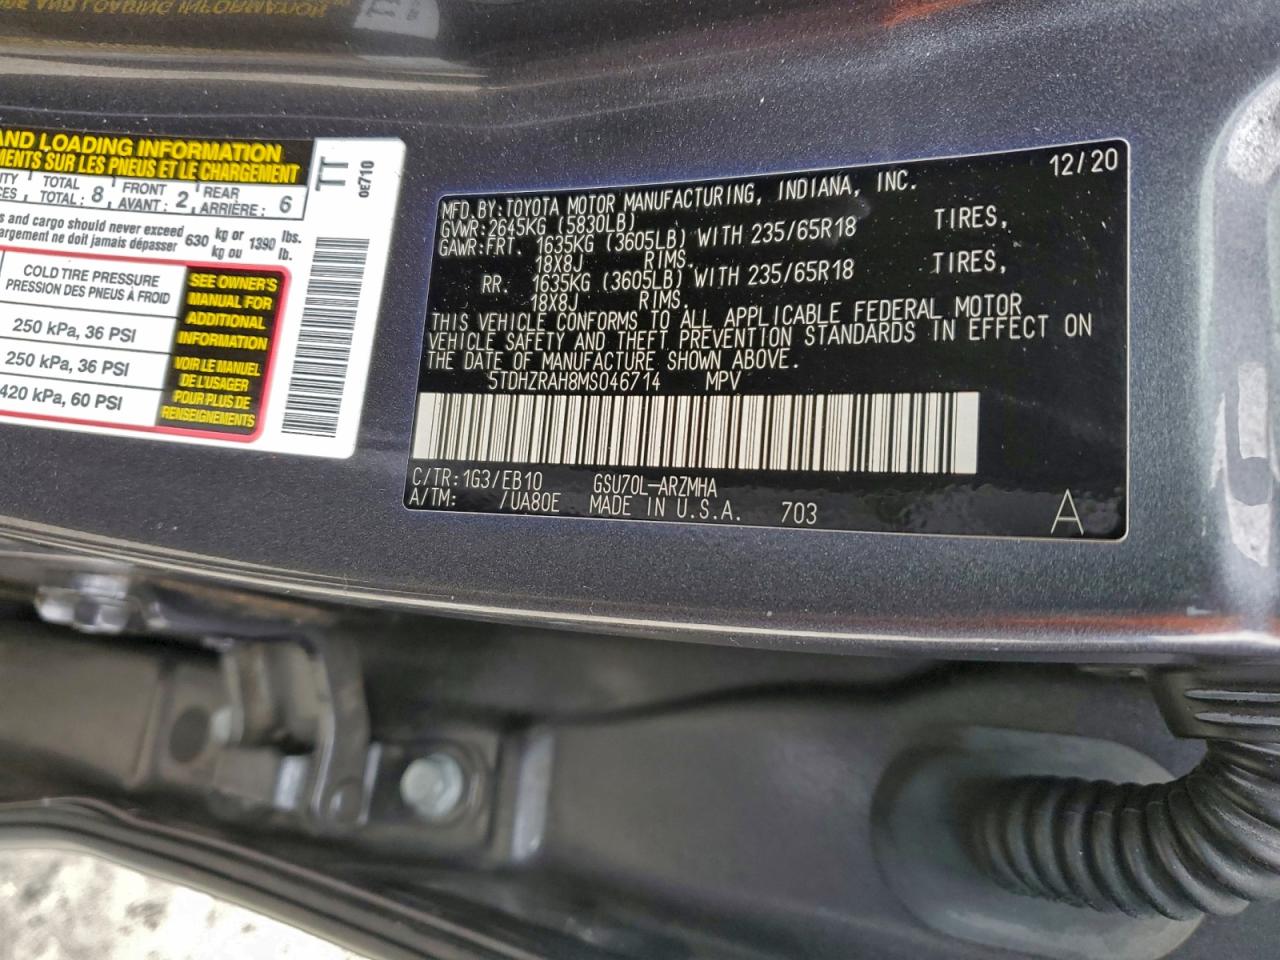 AND LOADING INFORMATION
MENTS SUR LES PNEUS ET LE CHARGEMENT
TOTAL 8 FRONT 2 REAR 6
TOTAL: AVANT: ARRIÈRE:
s and cargo should never exceed 630 kg or 1390 lbs.
argement ne doit jamais dépasser kg ou lb.
COLD TIRE PRESSURE
PRESSION DES PNEUS À FROID
250 kPa, 36 PSI
250 kPa, 36 PSI
420 kPa, 60 PSI
SEE OWNER'S
MANUAL FOR
ADDITIONAL
INFORMATION
VOIR LE MANUEL
DE L'USAGER
POUR PLUS DE
RENSEIGNEMENTS
TT
0E710
12/20
MFD.BY:TOYOTA MOTOR MANUFACTURING, INDIANA, INC.
GVWR:2645KG (5830LB)
GAWR:FRT. 1635KG (3605LB) WITH 235/65R18 TIRES,
18X8J RIMS.
RR. 1635KG (3605LB) WITH 235/65R18 TIRES,
18X8J RIMS.
THIS VEHICLE CONFORMS TO ALL APPLICABLE FEDERAL MOTOR
VEHICLE SAFETY AND THEFT PREVENTION STANDARDS IN EFFECT ON
THE DATE OF MANUFACTURE SHOWN ABOVE.
5TDHZRAH8MS046714 MPV
C/TR:1G3/EB10 GSU70L-ARZMHA
A/TM: /UA80E MADE IN U.S.A. 703
A